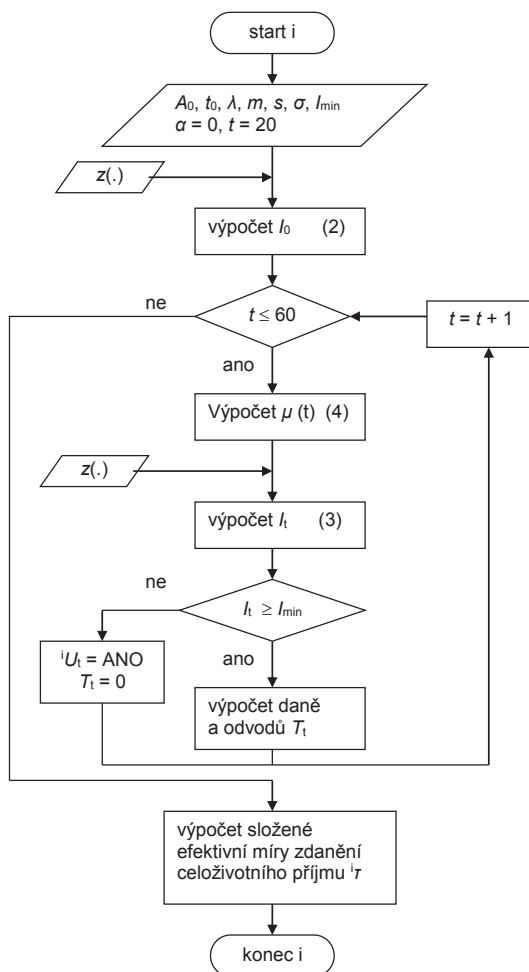 start i
A₀, t₀, λ, m, s, σ, Iₘᵢₙ
α = 0, t = 20
z(.)
výpočet I₀ (2)
ne
t ≤ 60
t = t + 1
ano
Výpočet μ (t) (4)
z(.)
výpočet Iₜ (3)
ne
Iₜ ≥ Iₘᵢₙ
ⁱUₜ = ANO
Tₜ = 0
ano
výpočet daně
a odvodů Tₜ
výpočet složené
efektivní míry zdanění
celoživotního příjmu ⁱτ
konec i